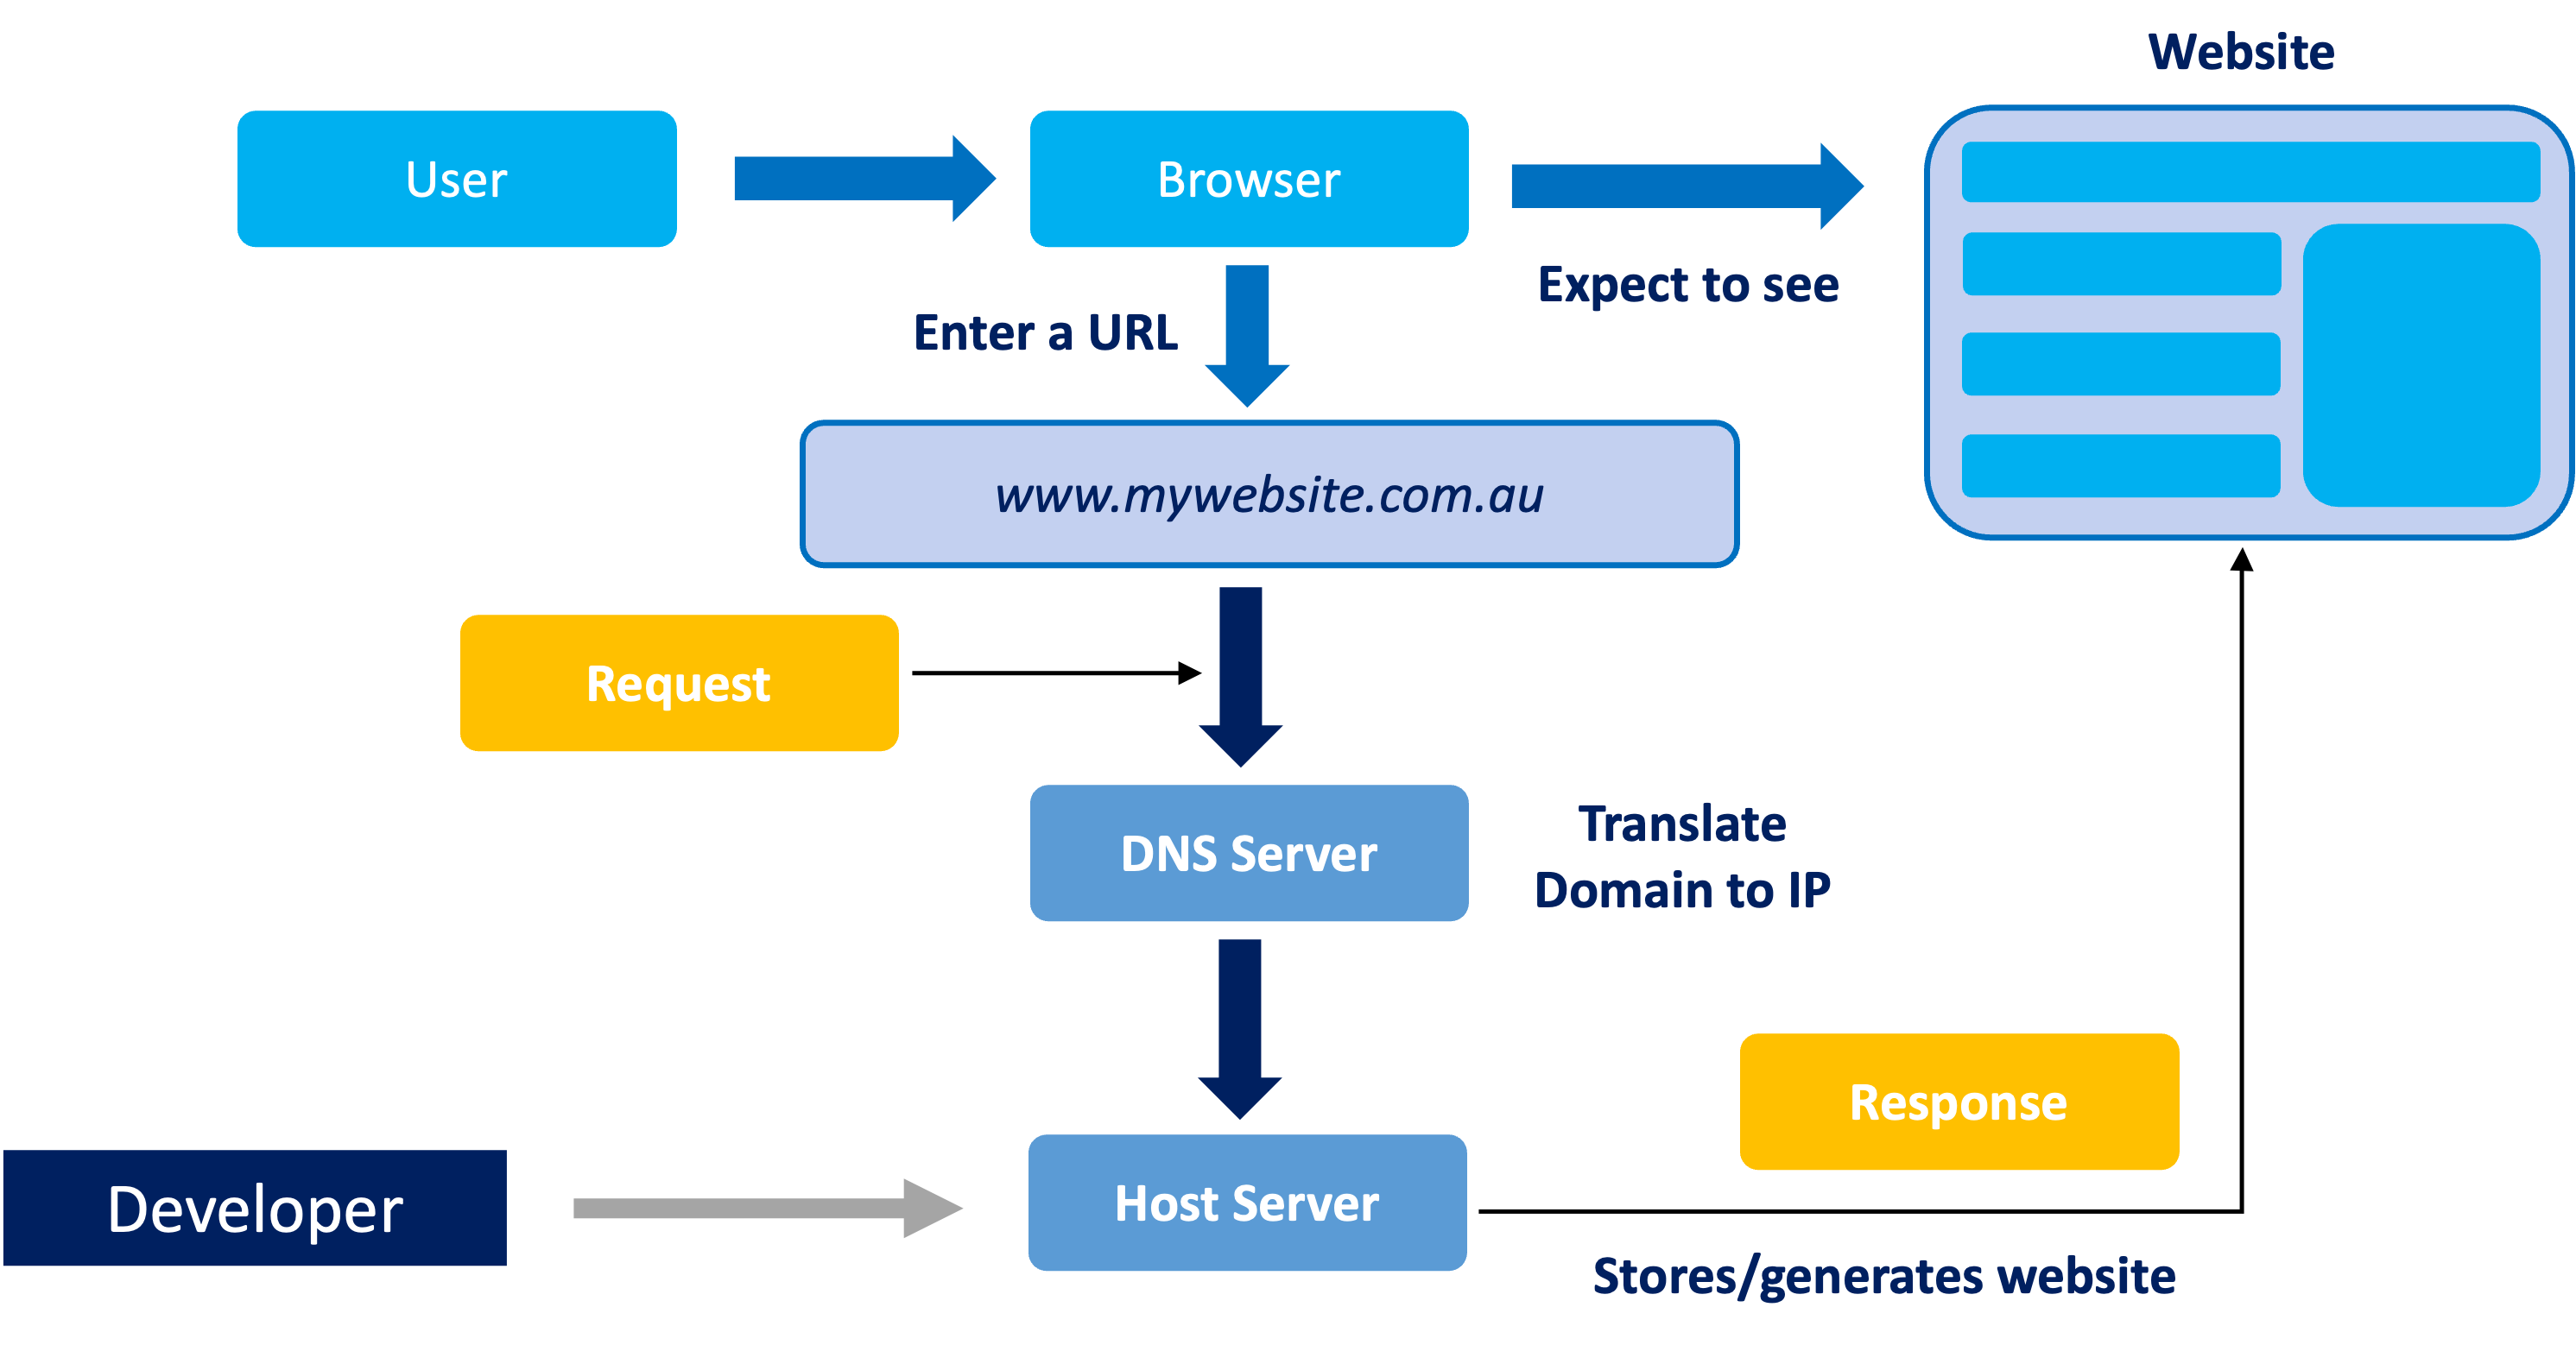 Website
User
Browser
Expect to see
Enter a URL
www.mywebsite.com.au
Request
DNS Server
Translate
Domain to IP
Response
Developer
Host Server
Stores/generates website